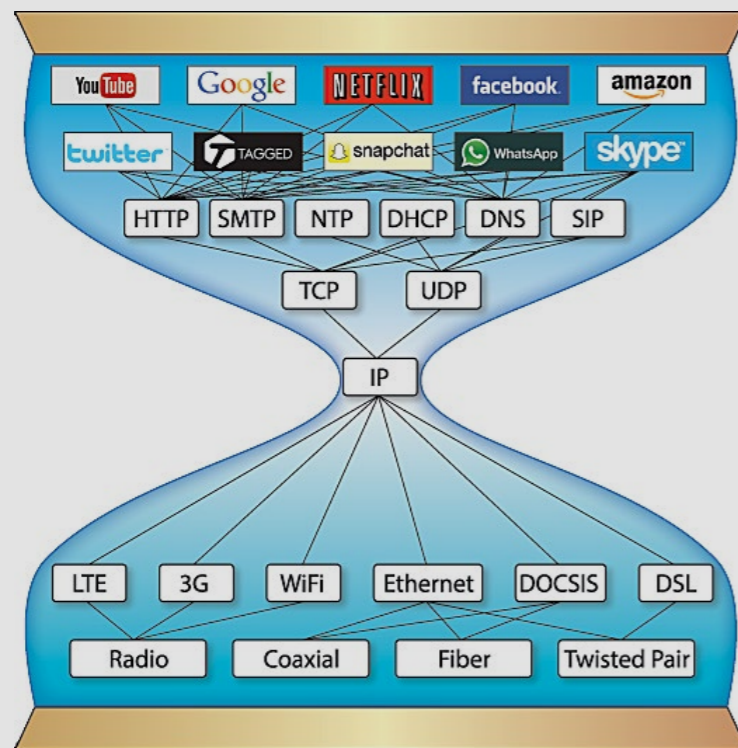 YouTube Google NETFLIX facebook amazon
twitter TAGGED snapchat WhatsApp skype
HTTP SMTP NTP DHCP DNS SIP
TCP UDP
IP
LTE 3G WiFi Ethernet DOCSIS DSL
Radio Coaxial Fiber Twisted Pair